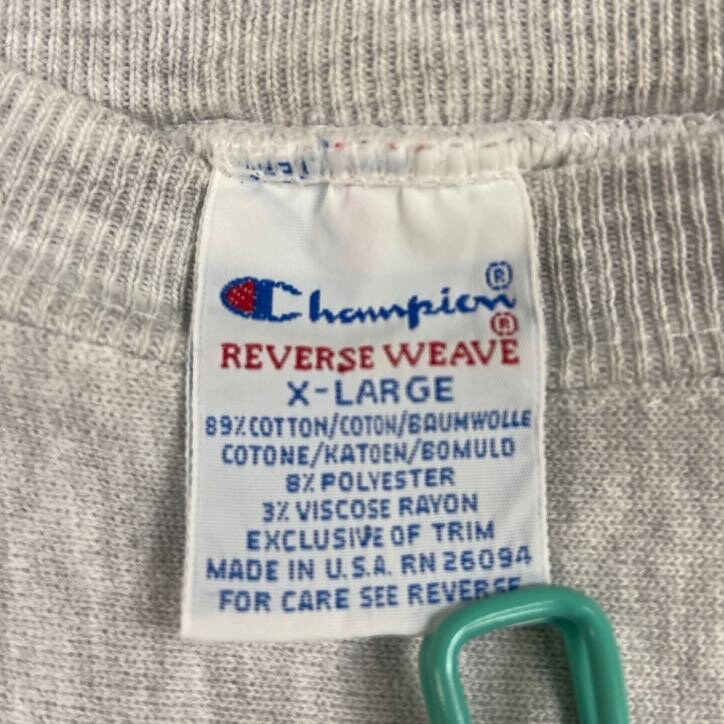 Champion®
REVERSE WEAVE®
X-LARGE
89% COTTON/COTON/BAUMWOLLE
COTONE/KATOEN/BOMULD
8% POLYESTER
3% VISCOSE RAYON
EXCLUSIVE OF TRIM
MADE IN U.S.A. RN 26094
FOR CARE SEE REVERSE